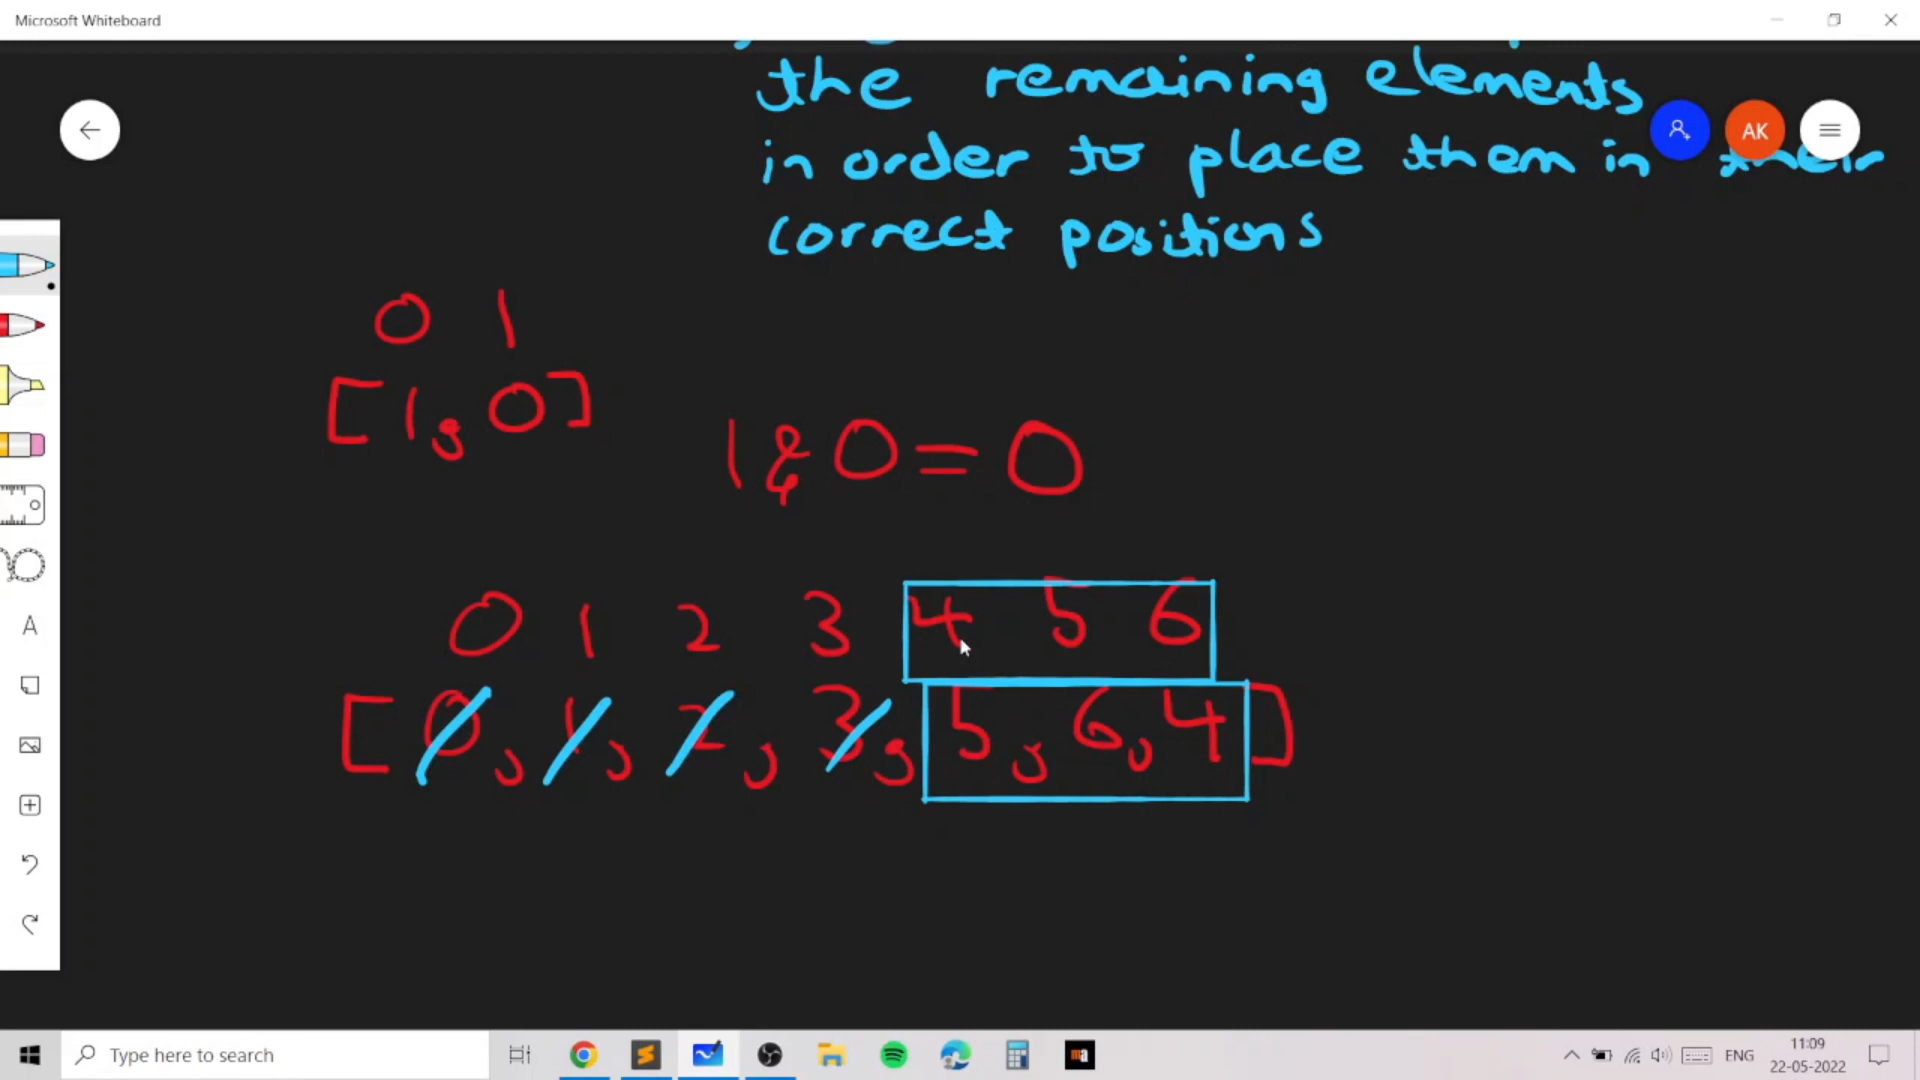 Microsoft Whiteboard
the remaining elements
in order to place them in their
correct positions
AK
0 1
[1, 0]
1 & 0 = 0
0 1 2 3 4 5 6
[0, 1, 2, 3, 5, 6, 4]
A
Type here to search
ma
ENG
11:09
22-05-2022